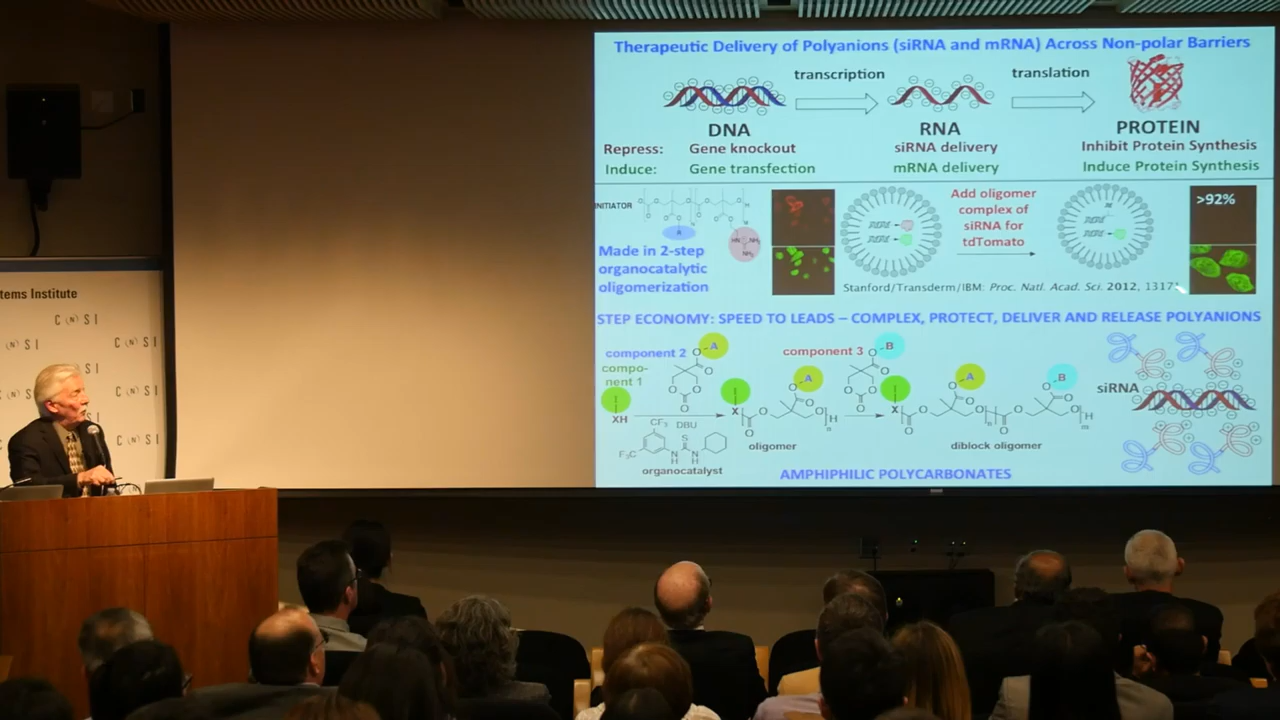 Therapeutic Delivery of Polyanions (siRNA and mRNA) Across Non-polar Barriers
transcription
translation
DNA
RNA
PROTEIN
Repress: Gene knockout siRNA delivery Inhibit Protein Synthesis
Induce: Gene transfection mRNA delivery Induce Protein Synthesis
INITIATOR
A
Made in 2-step
organocatalytic
oligomerization
Add oligomer
complex of
siRNA for
tdTomato
>92%
Stanford/Transderm/IBM: Proc. Natl. Acad. Sci. 2012, 1317
STEP ECONOMY: SPEED TO LEADS – COMPLEX, PROTECT, DELIVER AND RELEASE POLYANIONS
component 2
A
component 3
B
compo-
nent 1
XH
CF₃ DBU
F₃C
organocatalyst
oligomer
diblock oligomer
siRNA
AMPHIPHILIC POLYCARBONATES
tems Institute
C (N) S I
(N) S I
C (N) S I
S I
(N) S
C (N) S I
S I
C (N) S I